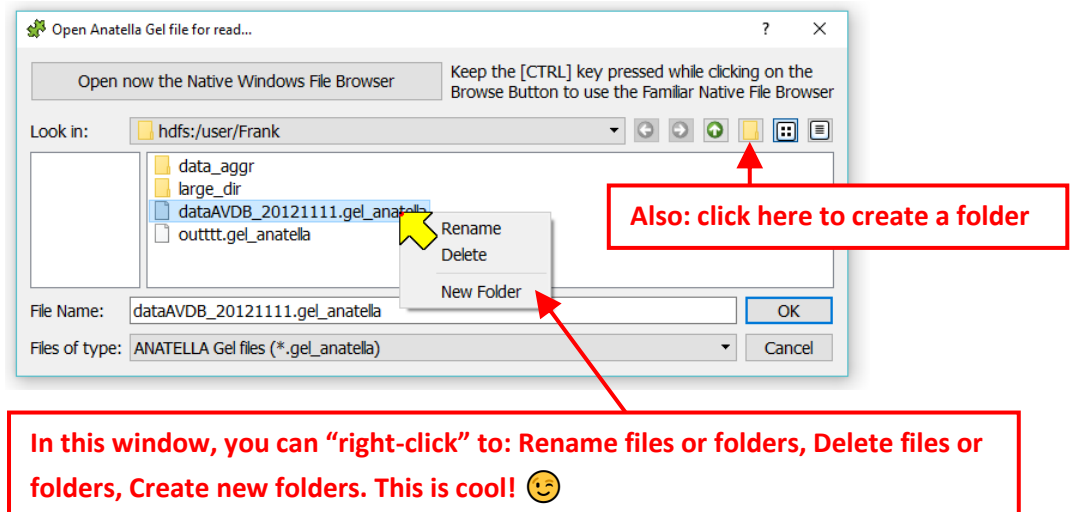 Open Anatella Gel file for read...
?
Open now the Native Windows File Browser
Keep the [CTRL] key pressed while clicking on the
Browse Button to use the Familiar Native File Browser
Look in:
hdfs:/user/Frank
data_aggr
large_dir
dataAVDB_20121111.gel_anatella
outttt.gel_anatella
Rename
Delete
New Folder
Also: click here to create a folder
File Name:
dataAVDB_20121111.gel_anatella
OK
Files of type:
ANATELLA Gel files (*.gel_anatella)
Cancel
In this window, you can “right-click” to: Rename files or folders, Delete files or
folders, Create new folders. This is cool! 😉